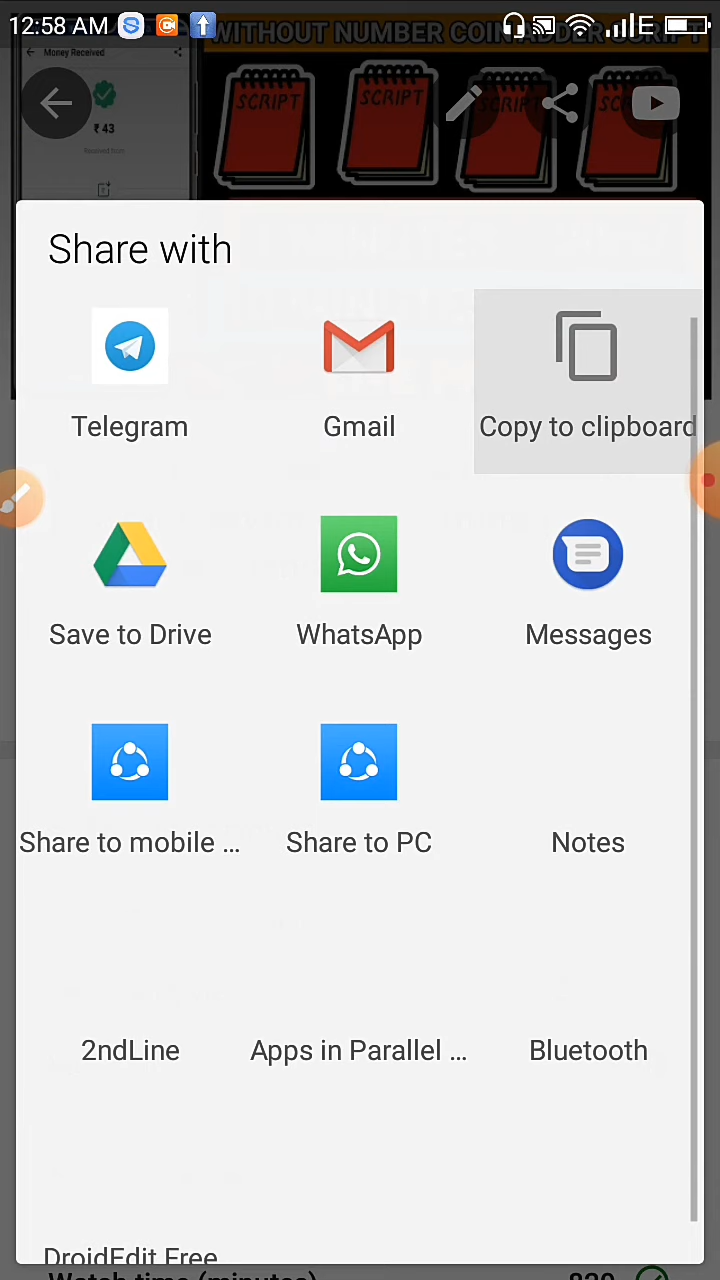 12:58 AM E
WITHOUT NUMBER COIN ADDER SCRIPT
Money Received
SCRIPT SCRIPT SCRIPT
₹ 43
Received from
Share with
Telegram Gmail Copy to clipboard
Save to Drive WhatsApp Messages
Share to mobile ... Share to PC Notes
2ndLine Apps in Parallel ... Bluetooth
DroidEdit Free
Watch time (minutes)